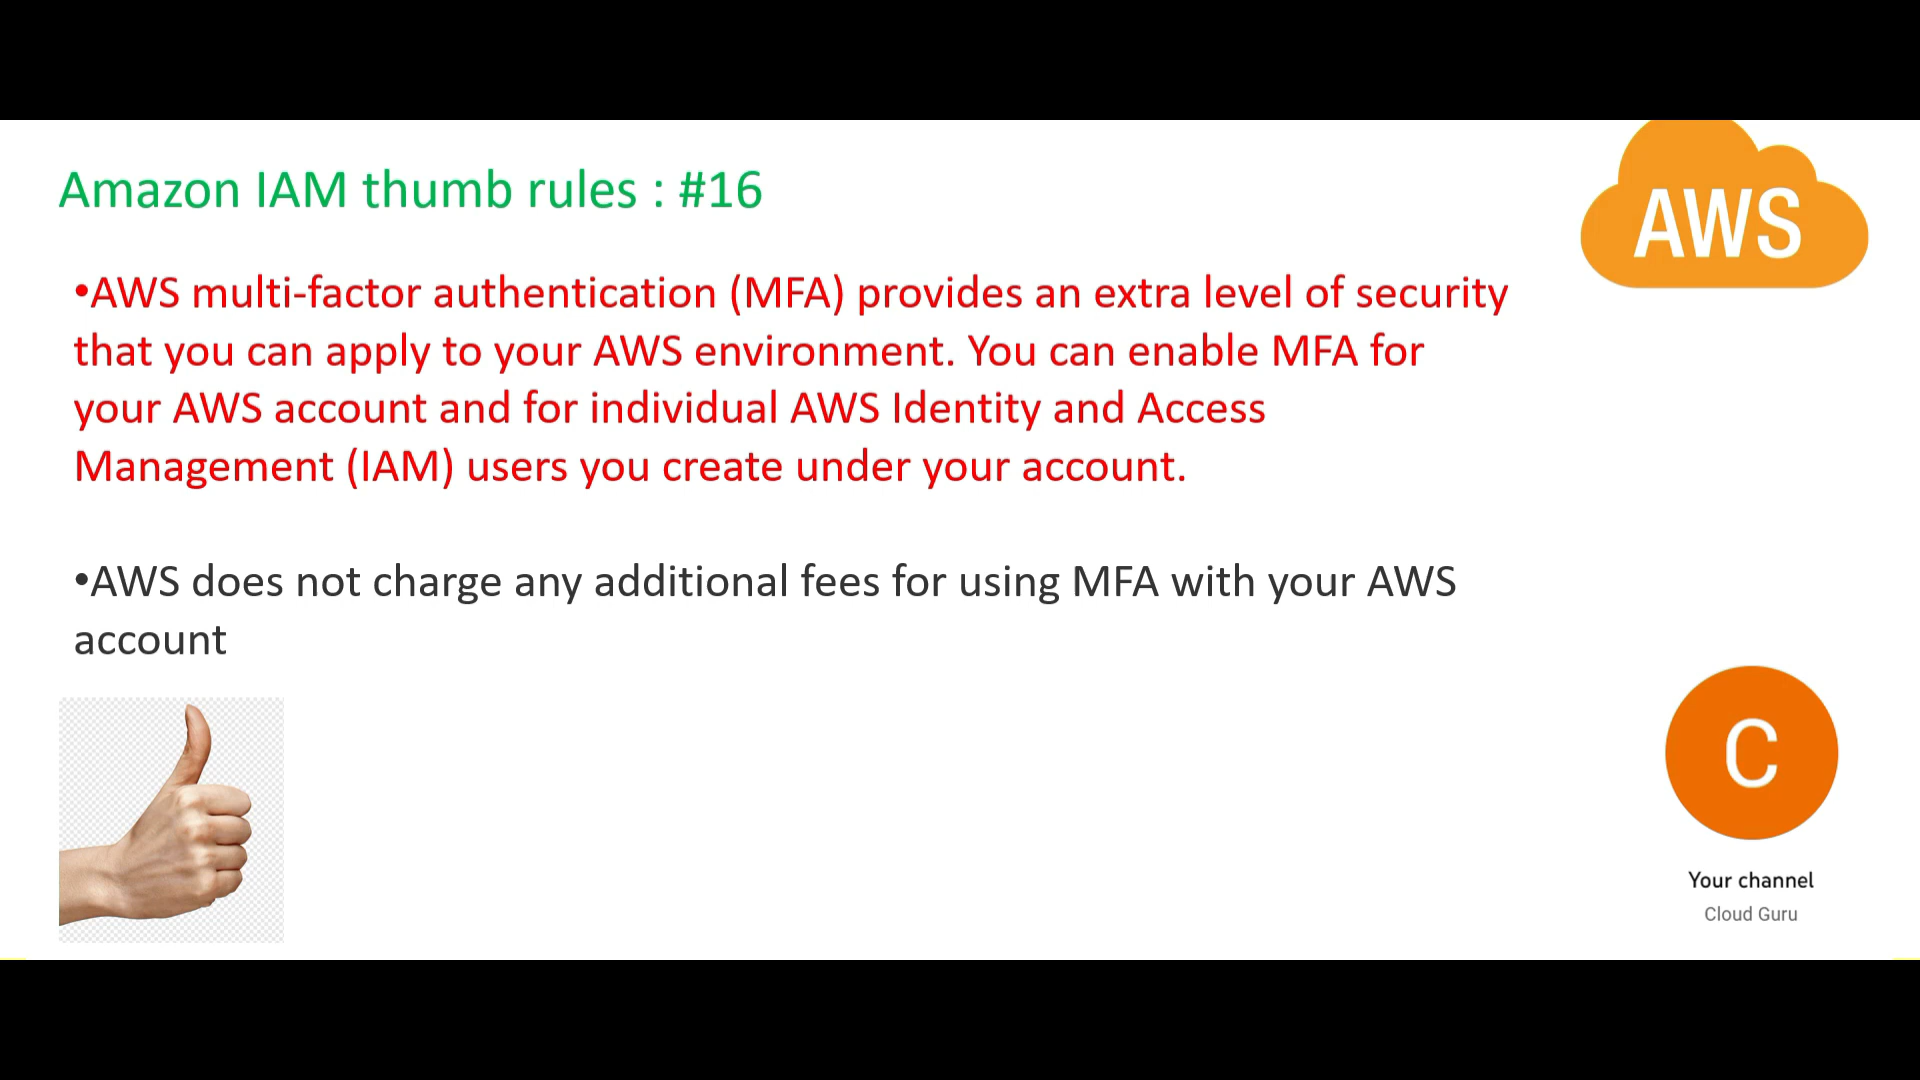 Amazon IAM thumb rules : #16
AWS
•AWS multi-factor authentication (MFA) provides an extra level of security
that you can apply to your AWS environment. You can enable MFA for
your AWS account and for individual AWS Identity and Access
Management (IAM) users you create under your account.
•AWS does not charge any additional fees for using MFA with your AWS
account
C
Your channel
Cloud Guru